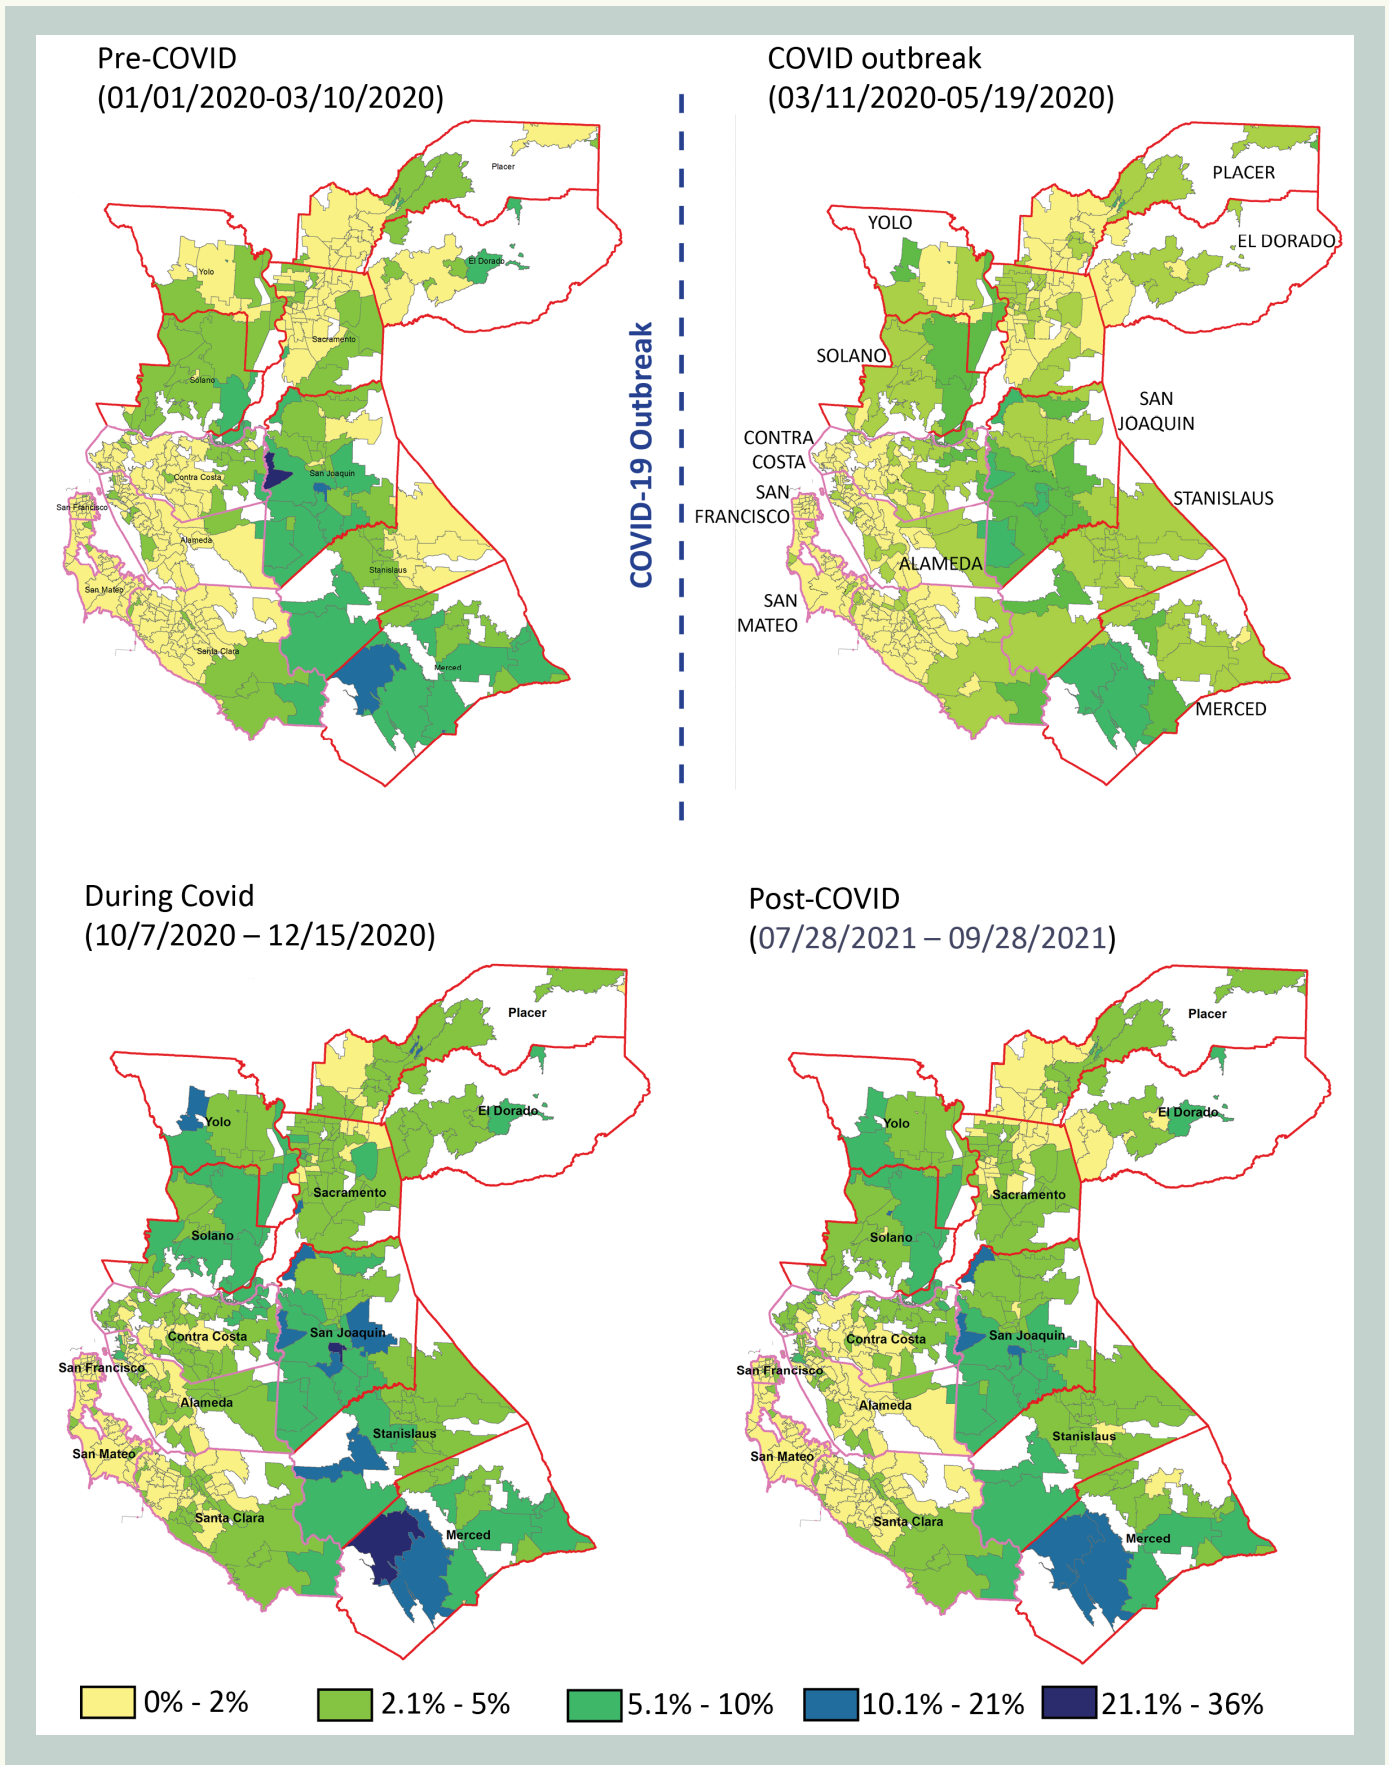 Pre-COVID
(01/01/2020-03/10/2020)
Placer
Yolo
El Dorado
Sacramento
Solano
San Joaquin
Contra Costa
San Francisco
Alameda
Stanislaus
San Mateo
Santa Clara
Merced
COVID-19 Outbreak
COVID outbreak
(03/11/2020-05/19/2020)
PLACER
YOLO
EL DORADO
SOLANO
SAN
JOAQUIN
CONTRA
COSTA
SAN
FRANCISCO
STANISLAUS
ALAMEDA
SAN
MATEO
MERCED
During Covid
(10/7/2020 – 12/15/2020)
Placer
Yolo
El Dorado
Sacramento
Solano
San Joaquin
Contra Costa
San Francisco
Alameda
Stanislaus
San Mateo
Santa Clara
Merced
Post-COVID
(07/28/2021 – 09/28/2021)
Placer
Yolo
El Dorado
Sacramento
Solano
San Joaquin
Contra Costa
San Francisco
Alameda
Stanislaus
San Mateo
Santa Clara
Merced
0% - 2%
2.1% - 5%
5.1% - 10%
10.1% - 21%
21.1% - 36%